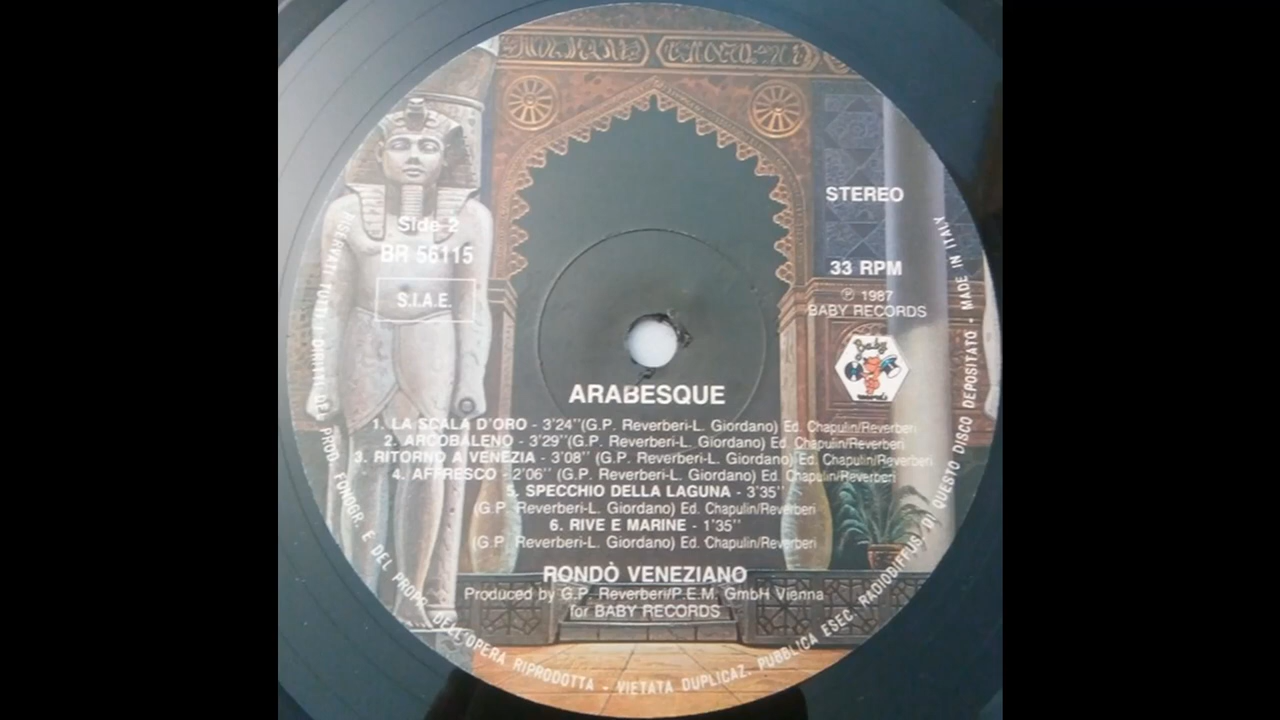 STEREO
Side 2
BR 56115
S.I.A.E.
33 RPM
℗ 1987
BABY RECORDS
Baby
ARABESQUE
1. LA SCALA D'ORO - 3'24''(G.P. Reverberi-L. Giordano) Ed. Chapulin/Reverberi
2. ARCOBALENO - 3'29''(G.P. Reverberi-L. Giordano) Ed. Chapulin/Reverberi
3. RITORNO A VENEZIA - 3'08'' (G.P. Reverberi-L. Giordano) Ed. Chapulin/Reverberi
4. AFFRESCO - 2'06'' (G.P. Reverberi-L. Giordano) Ed. Chapulin/Reverberi
5. SPECCHIO DELLA LAGUNA - 3'35''
(G.P. Reverberi-L. Giordano) Ed. Chapulin/Reverberi
6. RIVE E MARINE - 1'35''
(G.P. Reverberi-L. Giordano) Ed. Chapulin/Reverberi
RONDÒ VENEZIANO
Produced by G.P. Reverberi/P.E.M. GmbH Vienna
for BABY RECORDS
RISERVATI TUTTI I DIRITTI DEL PROD. FONOGR. E DEL PROPR. DELL'OPERA RIPRODOTTA - VIETATA DUPLICAZ. PUBBLICA ESEC. RADIODIFFUS. DI QUESTO DISCO DEPOSITATO • MADE IN ITALY